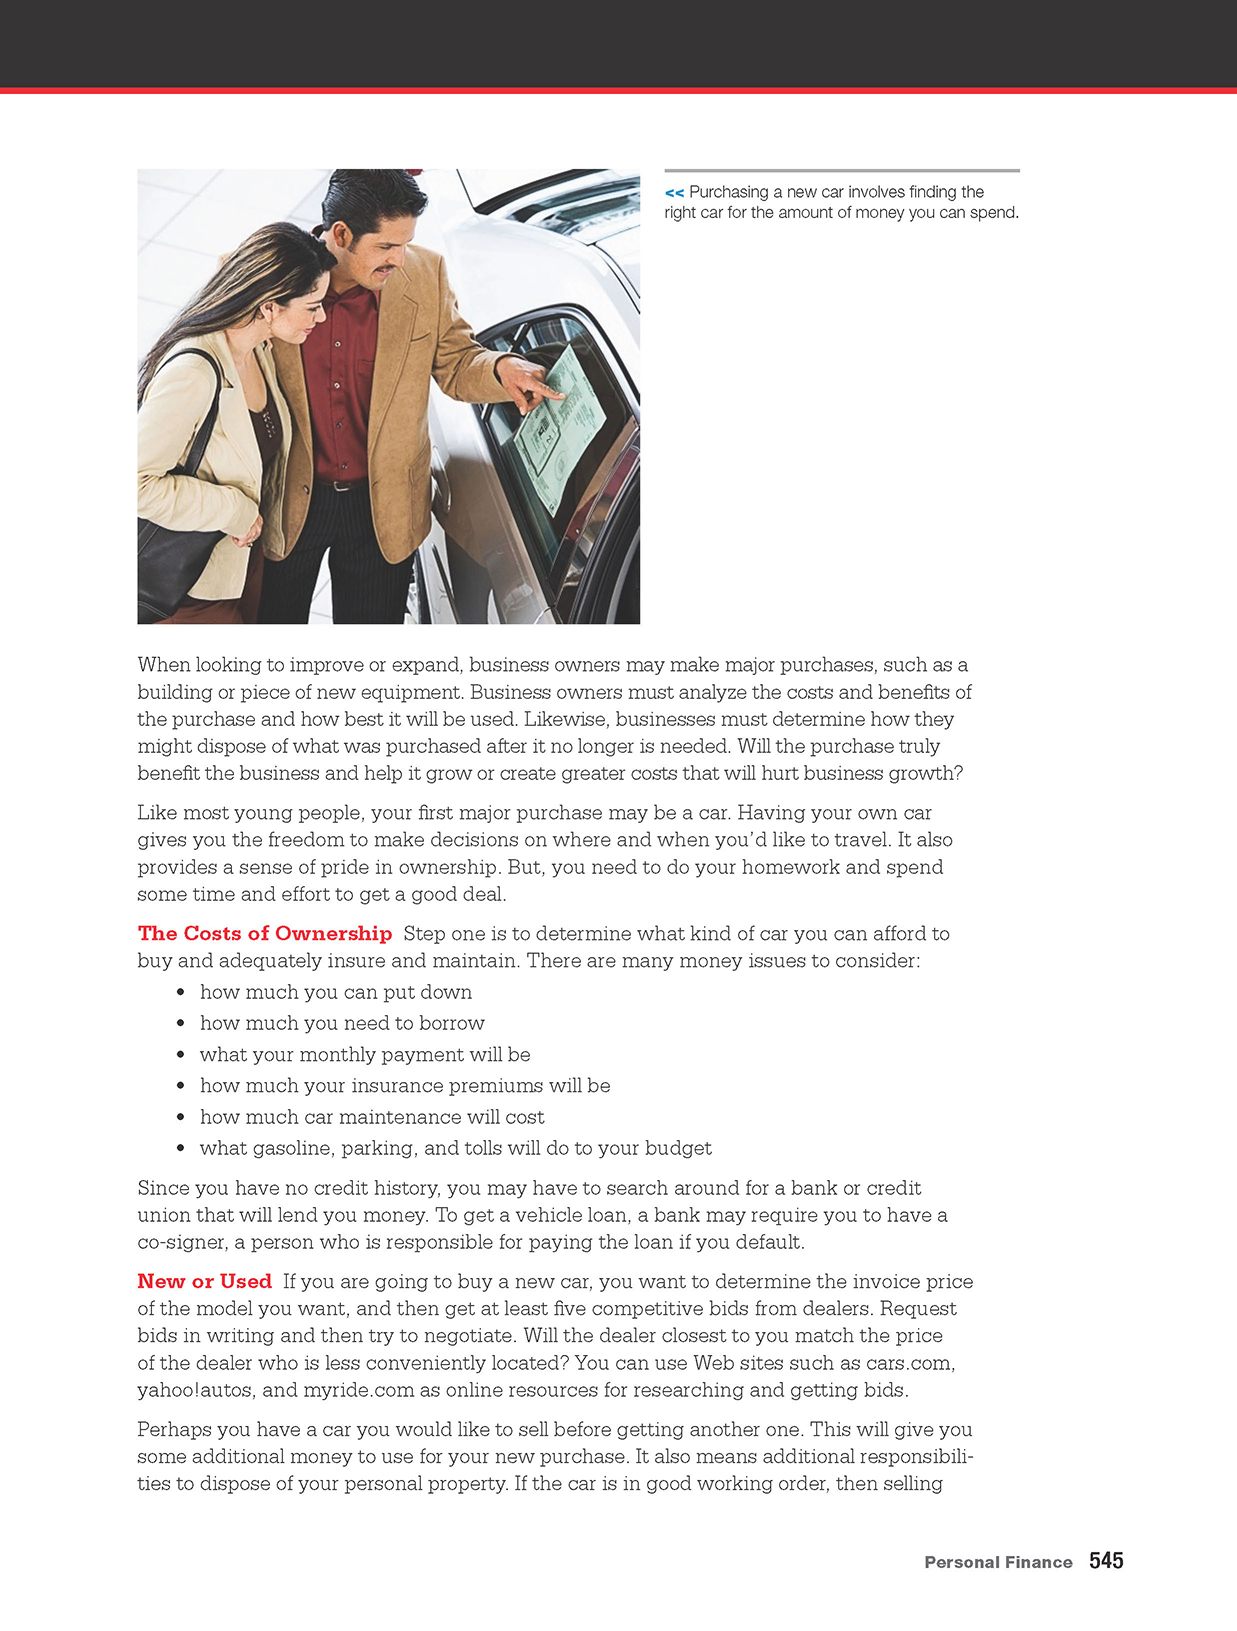 << Purchasing a new car involves finding the
right car for the amount of money you can spend.
When looking to improve or expand, business owners may make major purchases, such as a
building or piece of new equipment. Business owners must analyze the costs and benefits of
the purchase and how best it will be used. Likewise, businesses must determine how they
might dispose of what was purchased after it no longer is needed. Will the purchase truly
benefit the business and help it grow or create greater costs that will hurt business growth?
Like most young people, your first major purchase may be a car. Having your own car
gives you the freedom to make decisions on where and when you’d like to travel. It also
provides a sense of pride in ownership. But, you need to do your homework and spend
some time and effort to get a good deal.
The Costs of Ownership Step one is to determine what kind of car you can afford to
buy and adequately insure and maintain. There are many money issues to consider:
• how much you can put down
• how much you need to borrow
• what your monthly payment will be
• how much your insurance premiums will be
• how much car maintenance will cost
• what gasoline, parking, and tolls will do to your budget
Since you have no credit history, you may have to search around for a bank or credit
union that will lend you money. To get a vehicle loan, a bank may require you to have a
co-signer, a person who is responsible for paying the loan if you default.
New or Used If you are going to buy a new car, you want to determine the invoice price
of the model you want, and then get at least five competitive bids from dealers. Request
bids in writing and then try to negotiate. Will the dealer closest to you match the price
of the dealer who is less conveniently located? You can use Web sites such as cars.com,
yahoo!autos, and myride.com as online resources for researching and getting bids.
Perhaps you have a car you would like to sell before getting another one. This will give you
some additional money to use for your new purchase. It also means additional responsibili-
ties to dispose of your personal property. If the car is in good working order, then selling
Personal Finance 545